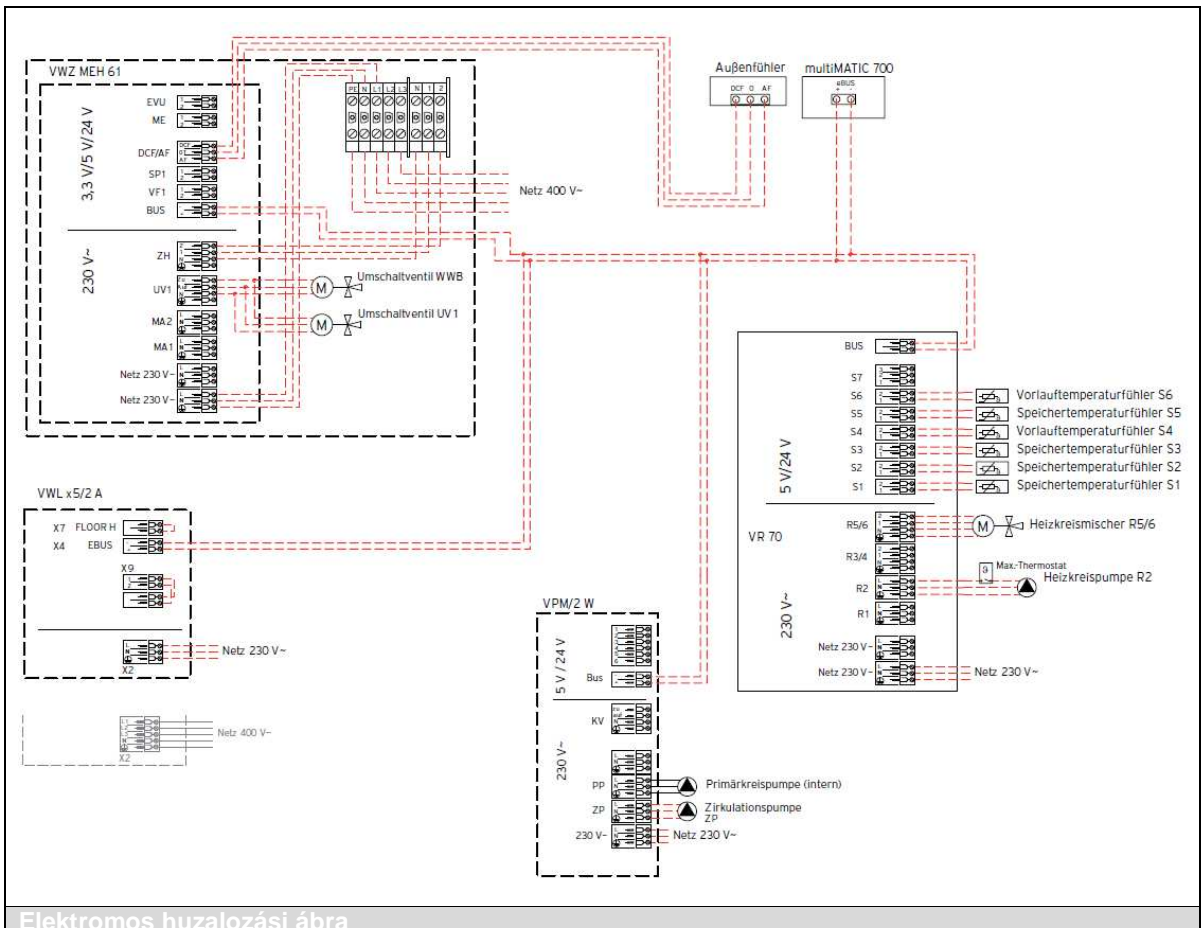 VWZ MEH 61
3,3 V/5 V/24 V
EVU
ME
DCF/AF
SP1
VF1
BUS
230 V~
ZH
UV1
MA2
MA1
Netz 230 V~
Netz 230 V~
PE N L1 L2 L3 N 1 2
Netz 400 V~
Umschaltventil WWB
M
Umschaltventil UV 1
M
Außenfühler
DCF 0 AF
multiMATIC 700
eBUS
+ -
VWL x5/2 A
X7 FLOOR H
X4 EBUS
X9
X2
Netz 230 V~
X2
Netz 400 V~
VPM/2 W
5 V / 24 V
Bus
230 V~
KV
PP
ZP
230 V~
Primärkreispumpe (intern)
Zirkulationspumpe
ZP
Netz 230 V~
VR 70
5 V/24 V
BUS
S7
S6
S5
S4
S3
S2
S1
Vorlauftemperaturfühler S6
Speichertemperaturfühler S5
Vorlauftemperaturfühler S4
Speichertemperaturfühler S3
Speichertemperaturfühler S2
Speichertemperaturfühler S1
230 V~
R5/6
R3/4
R2
R1
Netz 230 V~
Netz 230 V~
M
Heizkreismischer R5/6
Max.-Thermostat
Heizkreispumpe R2
Netz 230 V~
Elektromos huzalozási ábra